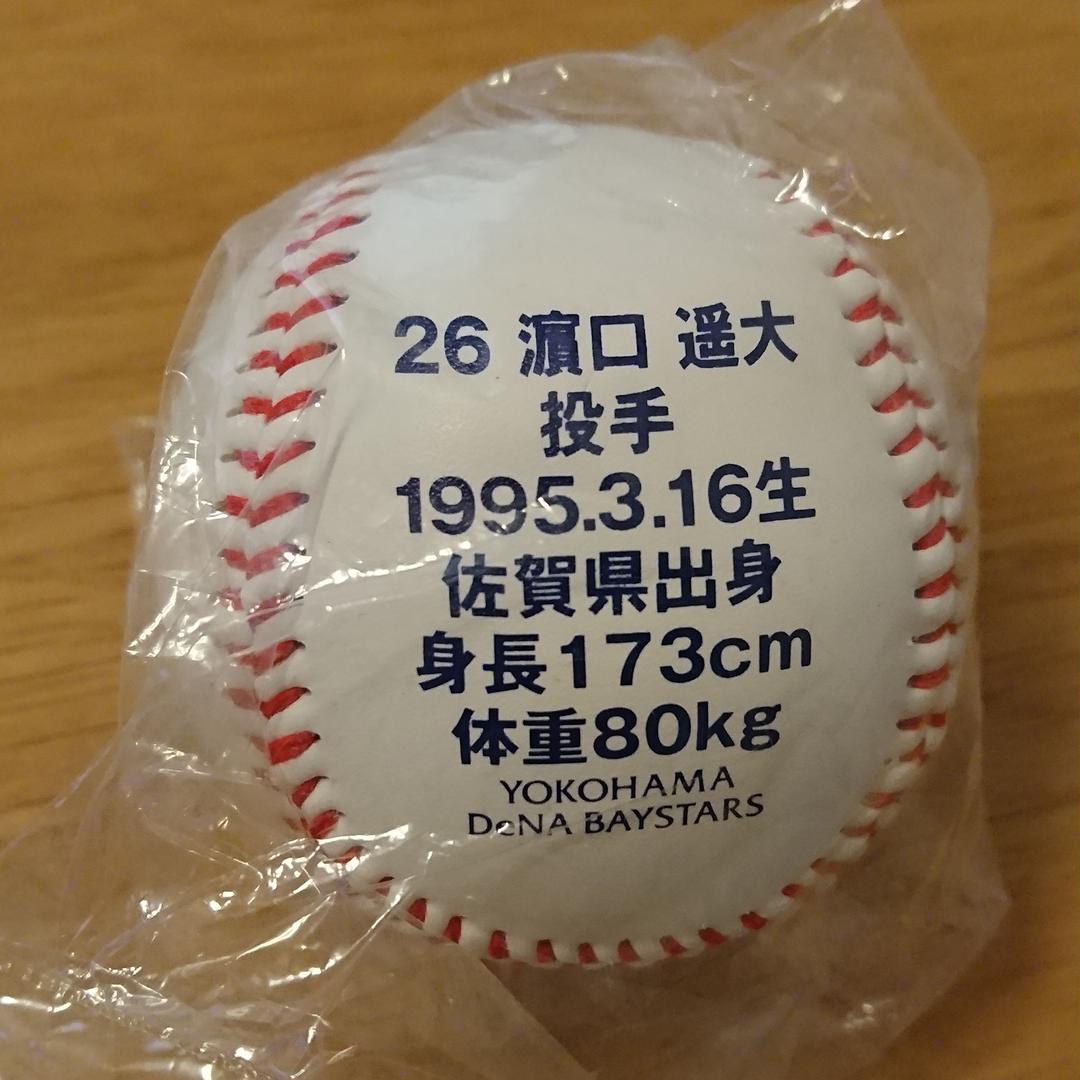 26 濵口 遥大
投手
1995.3.16生
佐賀県出身
身長173cm
体重80kg
YOKOHAMA
DeNA BAYSTARS